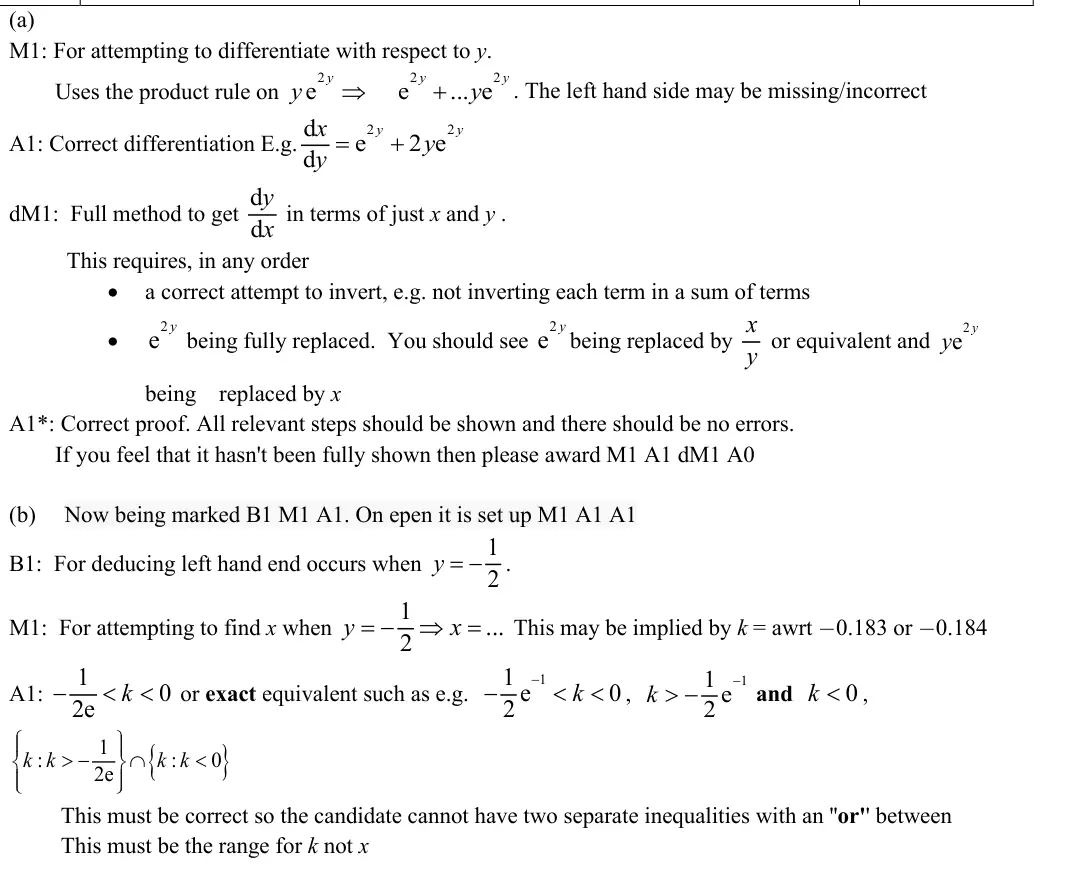 (a)
M1: For attempting to differentiate with respect to y.
Uses the product rule on ye^{2y} ⇒ e^{2y} +...ye^{2y} . The left hand side may be missing/incorrect
A1: Correct differentiation E.g. dx/dy = e^{2y} + 2ye^{2y}
dM1: Full method to get dy/dx in terms of just x and y .
This requires, in any order
• a correct attempt to invert, e.g. not inverting each term in a sum of terms
• e^{2y} being fully replaced. You should see e^{2y} being replaced by x/y or equivalent and ye^{2y}
being replaced by x
A1*: Correct proof. All relevant steps should be shown and there should be no errors.
If you feel that it hasn't been fully shown then please award M1 A1 dM1 A0
(b) Now being marked B1 M1 A1. On epen it is set up M1 A1 A1
B1: For deducing left hand end occurs when y = −1/2 .
M1: For attempting to find x when y = −1/2 ⇒ x = ... This may be implied by k = awrt −0.183 or −0.184
A1: −1/2e < k < 0 or exact equivalent such as e.g. −1/2 e^{−1} < k < 0 , k > −1/2 e^{−1} and k < 0 ,
{k : k > −1/2e} ∩ {k : k < 0}
This must be correct so the candidate cannot have two separate inequalities with an "or" between
This must be the range for k not x